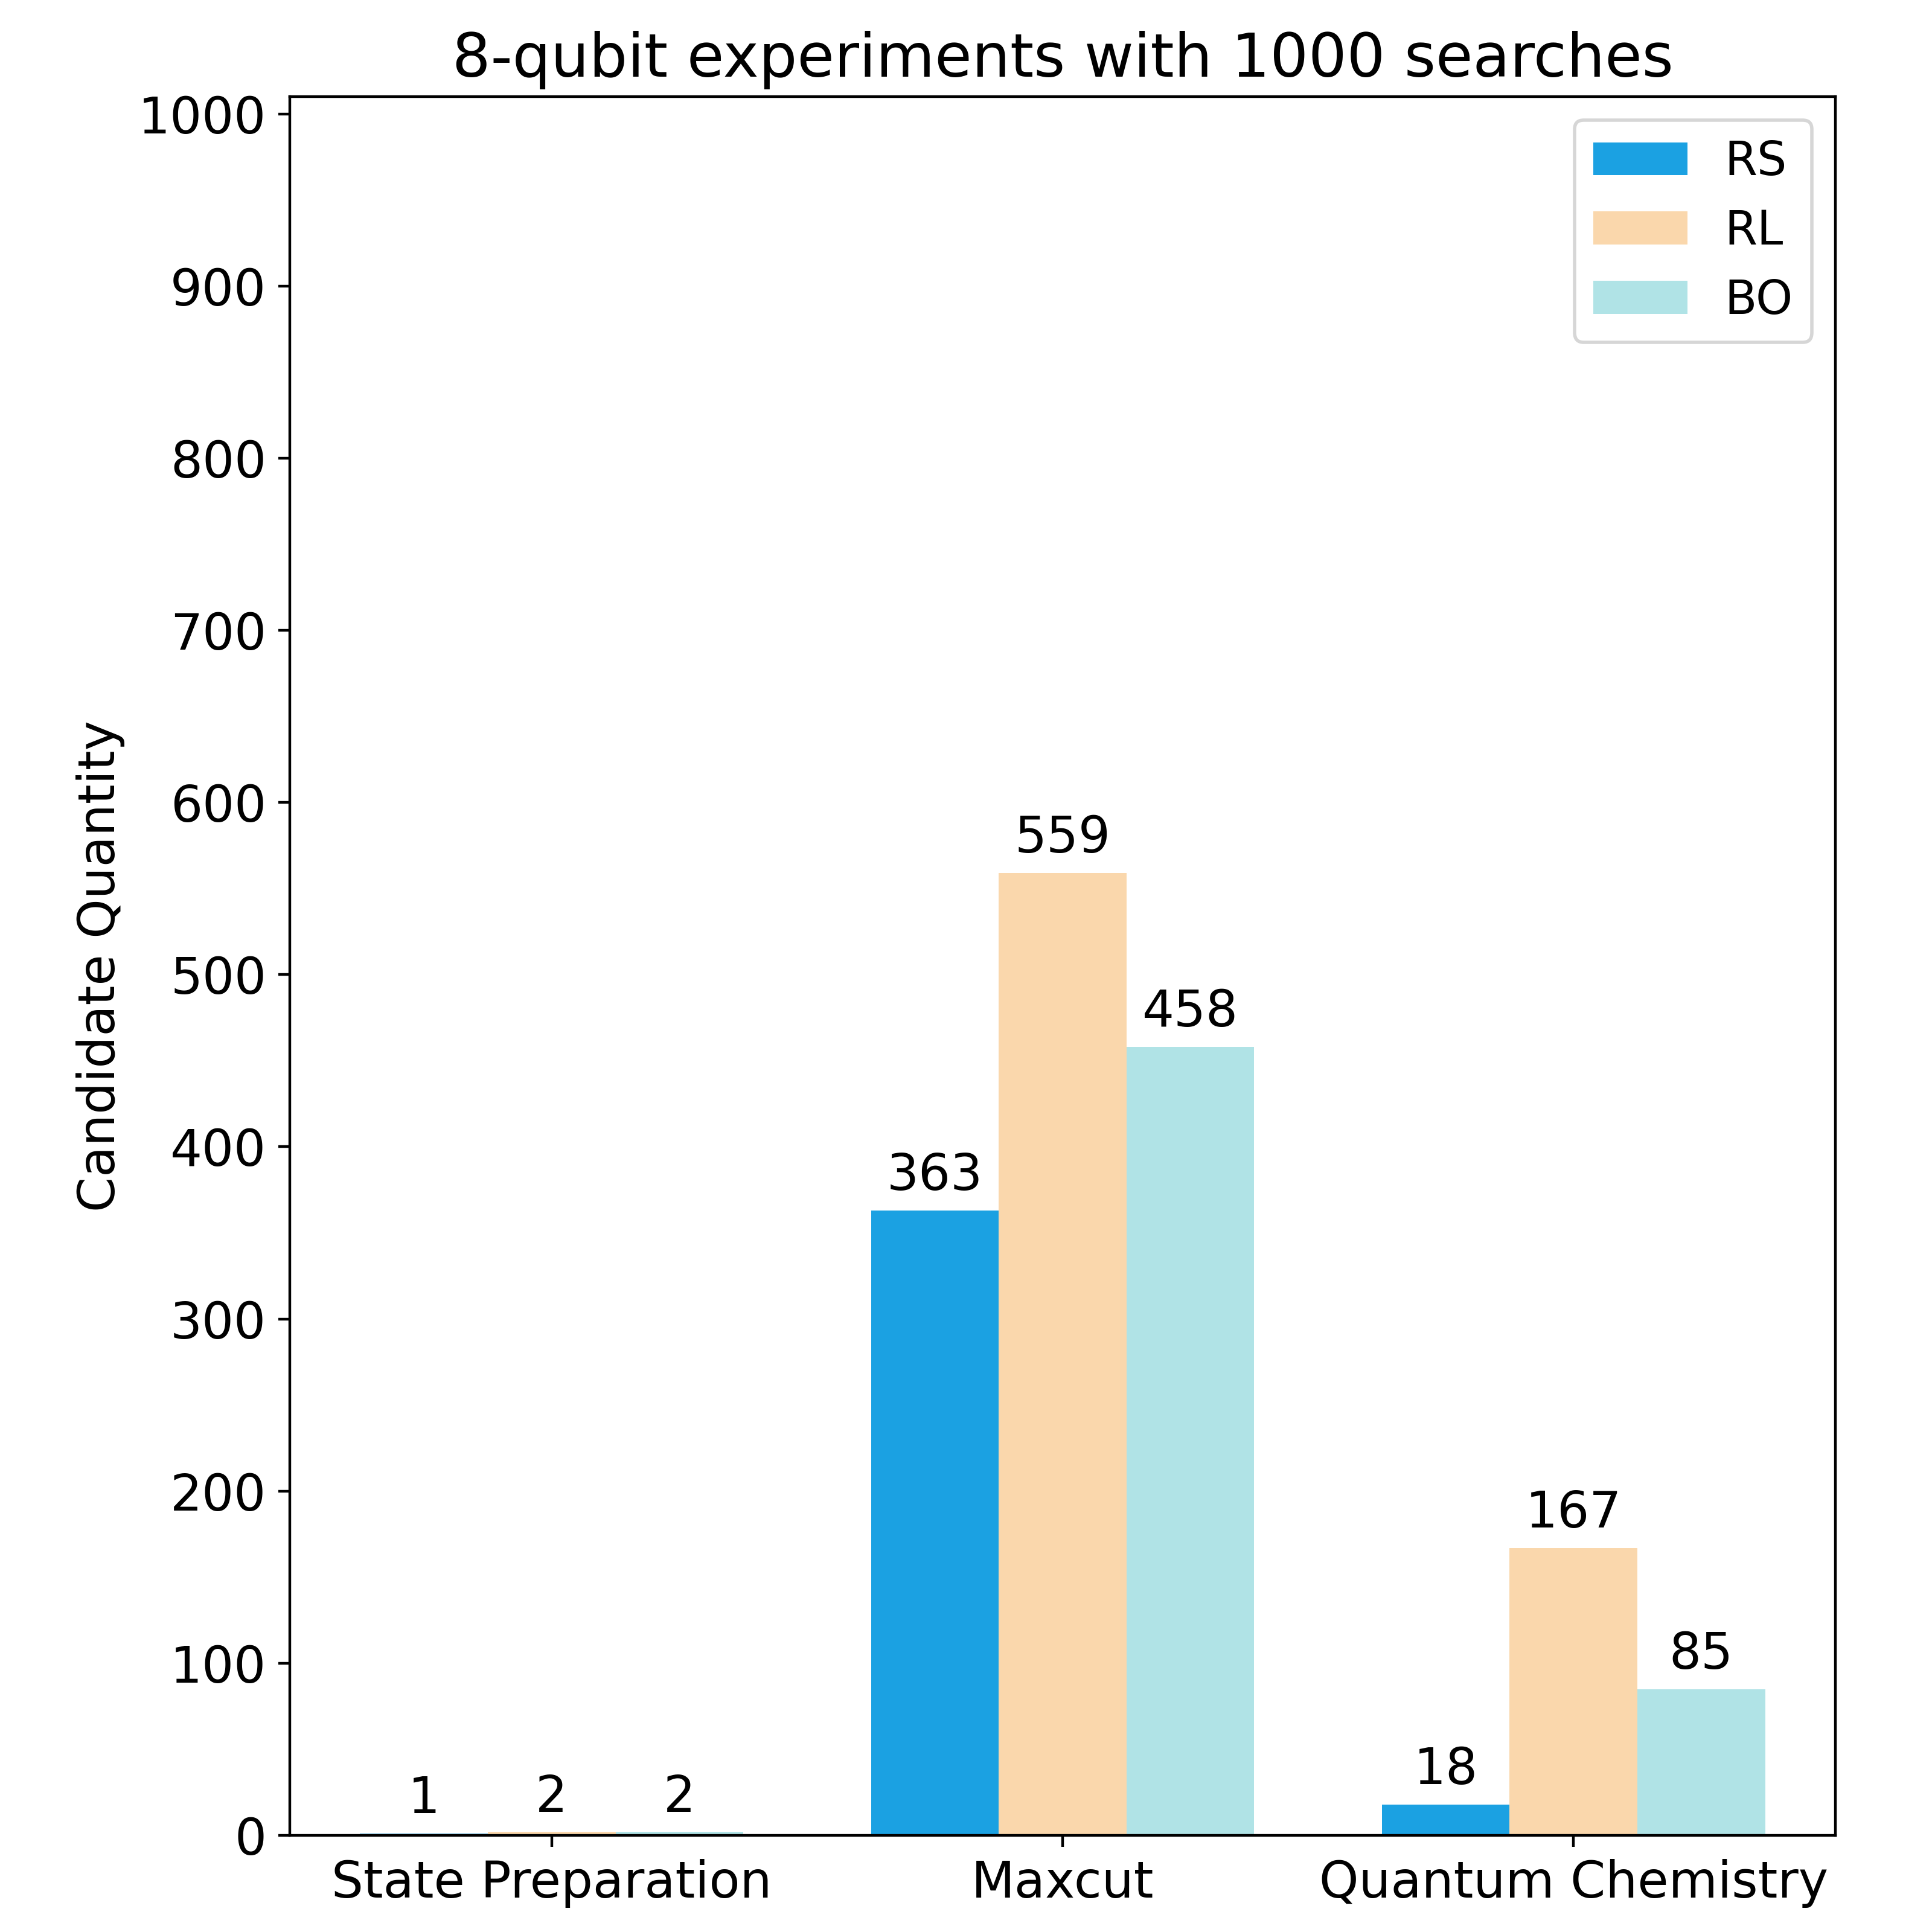 8-qubit experiments with 1000 searches
1000
900
800
700
600
500
400
300
200
100
0
Candidate Quantity
RS
RL
BO
1
2
2
363
559
458
18
167
85
State Preparation
Maxcut
Quantum Chemistry